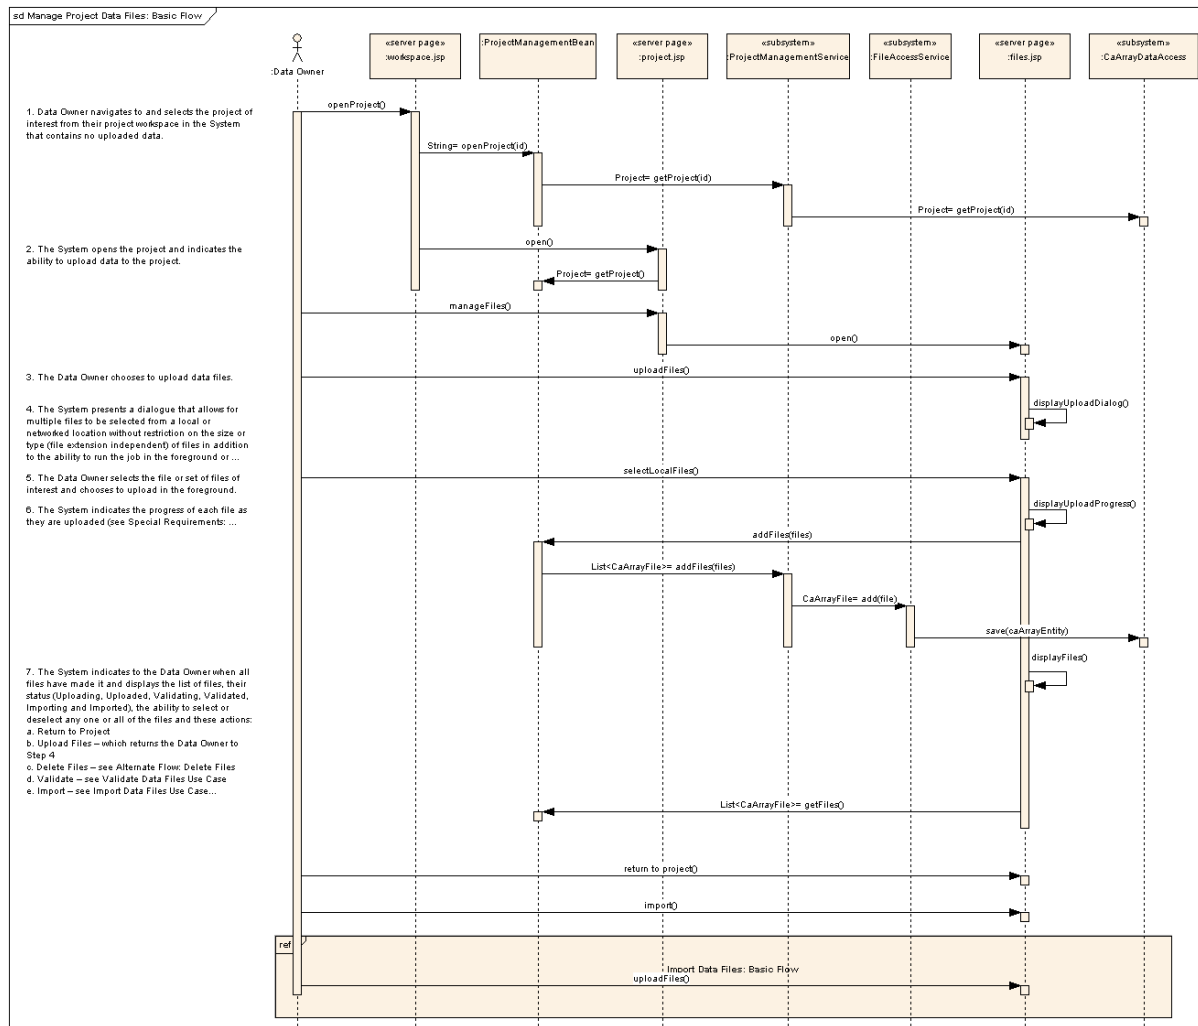 sd Manage Project Data Files: Basic Flow
:Data Owner
«server page»
:workspace.jsp
:ProjectManagementBean
«server page»
:project.jsp
«subsystem»
:ProjectManagementService
«subsystem»
:FileAccessService
«server page»
:files.jsp
«subsystem»
:CaArrayDataAccess
1. Data Owner navigates to and selects the project of
interest from their project workspace in the System
that contains no uploaded data.
openProject()
String= openProject(id)
Project= getProject(id)
Project= getProject(id)
2. The System opens the project and indicates the
ability to upload data to the project.
open()
Project= getProject()
manageFiles()
open()
3. The Data Owner chooses to upload data files.
uploadFiles()
4. The System presents a dialogue that allows for
multiple files to be selected from a local or
networked location without restriction on the size or
type (file extension independent) of files in addition
to the ability to run the job in the foreground or ...
displayUploadDialog()
5. The Data Owner selects the file or set of files of
interest and chooses to upload in the foreground.
selectLocalFiles()
6. The System indicates the progress of each file as
they are uploaded (see Special Requirements: ...
displayUploadProgress()
addFiles(files)
List<CaArrayFile>= addFiles(files)
CaArrayFile= add(file)
save(caArrayEntity)
displayFiles()
7. The System indicates to the Data Owner when all
files have made it and displays the list of files, their
status (Uploading, Uploaded, Validating, Validated,
Importing and Imported), the ability to select or
deselect any one or all of the files and these actions:
a. Return to Project
b. Upload Files – which returns the Data Owner to
Step 4
c. Delete Files – see Alternate Flow: Delete Files
d. Validate – see Validate Data Files Use Case
e. Import – see Import Data Files Use Case...
List<CaArrayFile>= getFiles()
return to project()
import()
ref
Import Data Files: Basic Flow
uploadFiles()